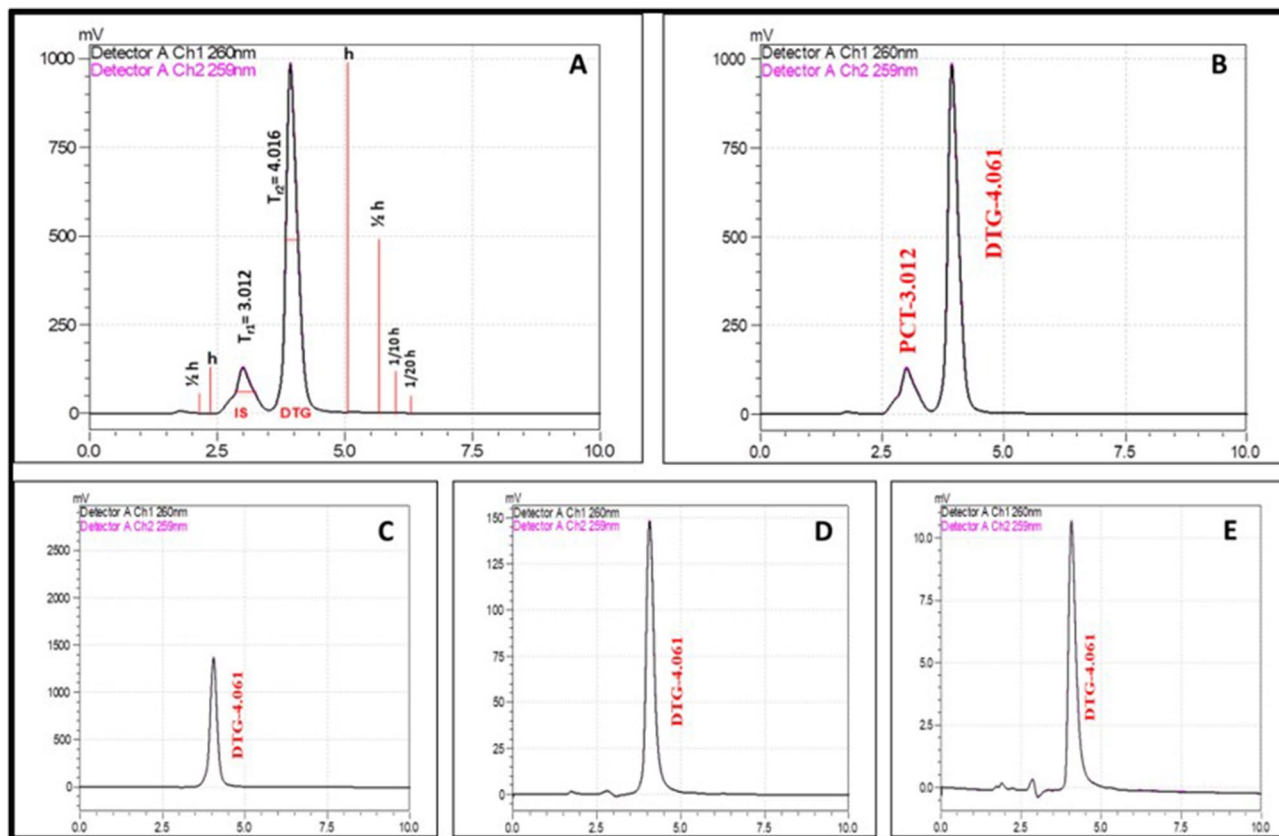 mV
Detector A Ch1 260nm
Detector A Ch2 259nm
A
h
1000
750
500
250
0
Tr2= 4.016
Tr1= 3.012
½ h
h
½ h
1/10 h
1/20 h
IS
DTG
0.0 2.5 5.0 7.5 10.0
mV
Detector A Ch1 260nm
Detector A Ch2 259nm
B
1000
750
500
250
0
PCT-3.012
DTG-4.061
0.0 2.5 5.0 7.5 10.0
mV
Detector A Ch1 260nm
Detector A Ch2 259nm
C
2500
2000
1500
1000
500
0
DTG-4.061
0.0 2.5 5.0 7.5 10.0
mV
Detector A Ch1 260nm
Detector A Ch2 259nm
D
150
125
100
75
50
25
0
DTG-4.061
0.0 2.5 5.0 7.5 10.0
mV
Detector A Ch1 260nm
Detector A Ch2 259nm
E
10.0
7.5
5.0
2.5
0.0
DTG-4.061
0.0 2.5 5.0 7.5 10.0